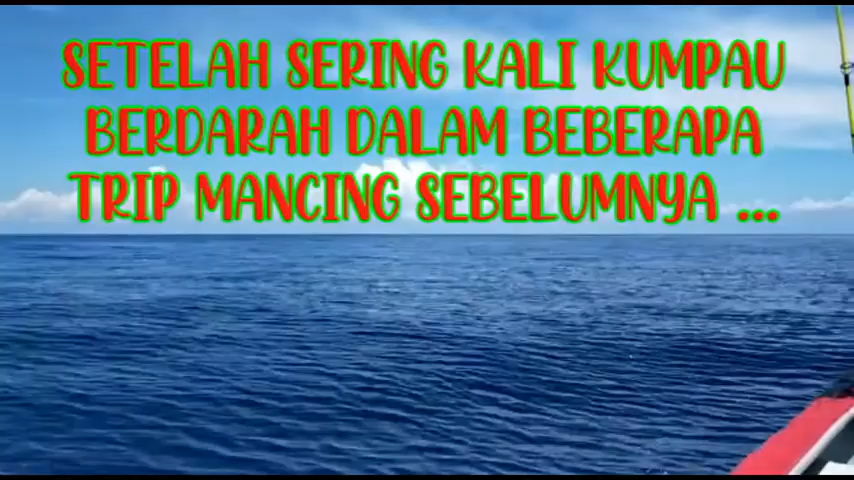 SETELAH SERING KALI KUMPAU
BERDARAH DALAM BEBERAPA
TRIP MANCING SEBELUMNYA ...